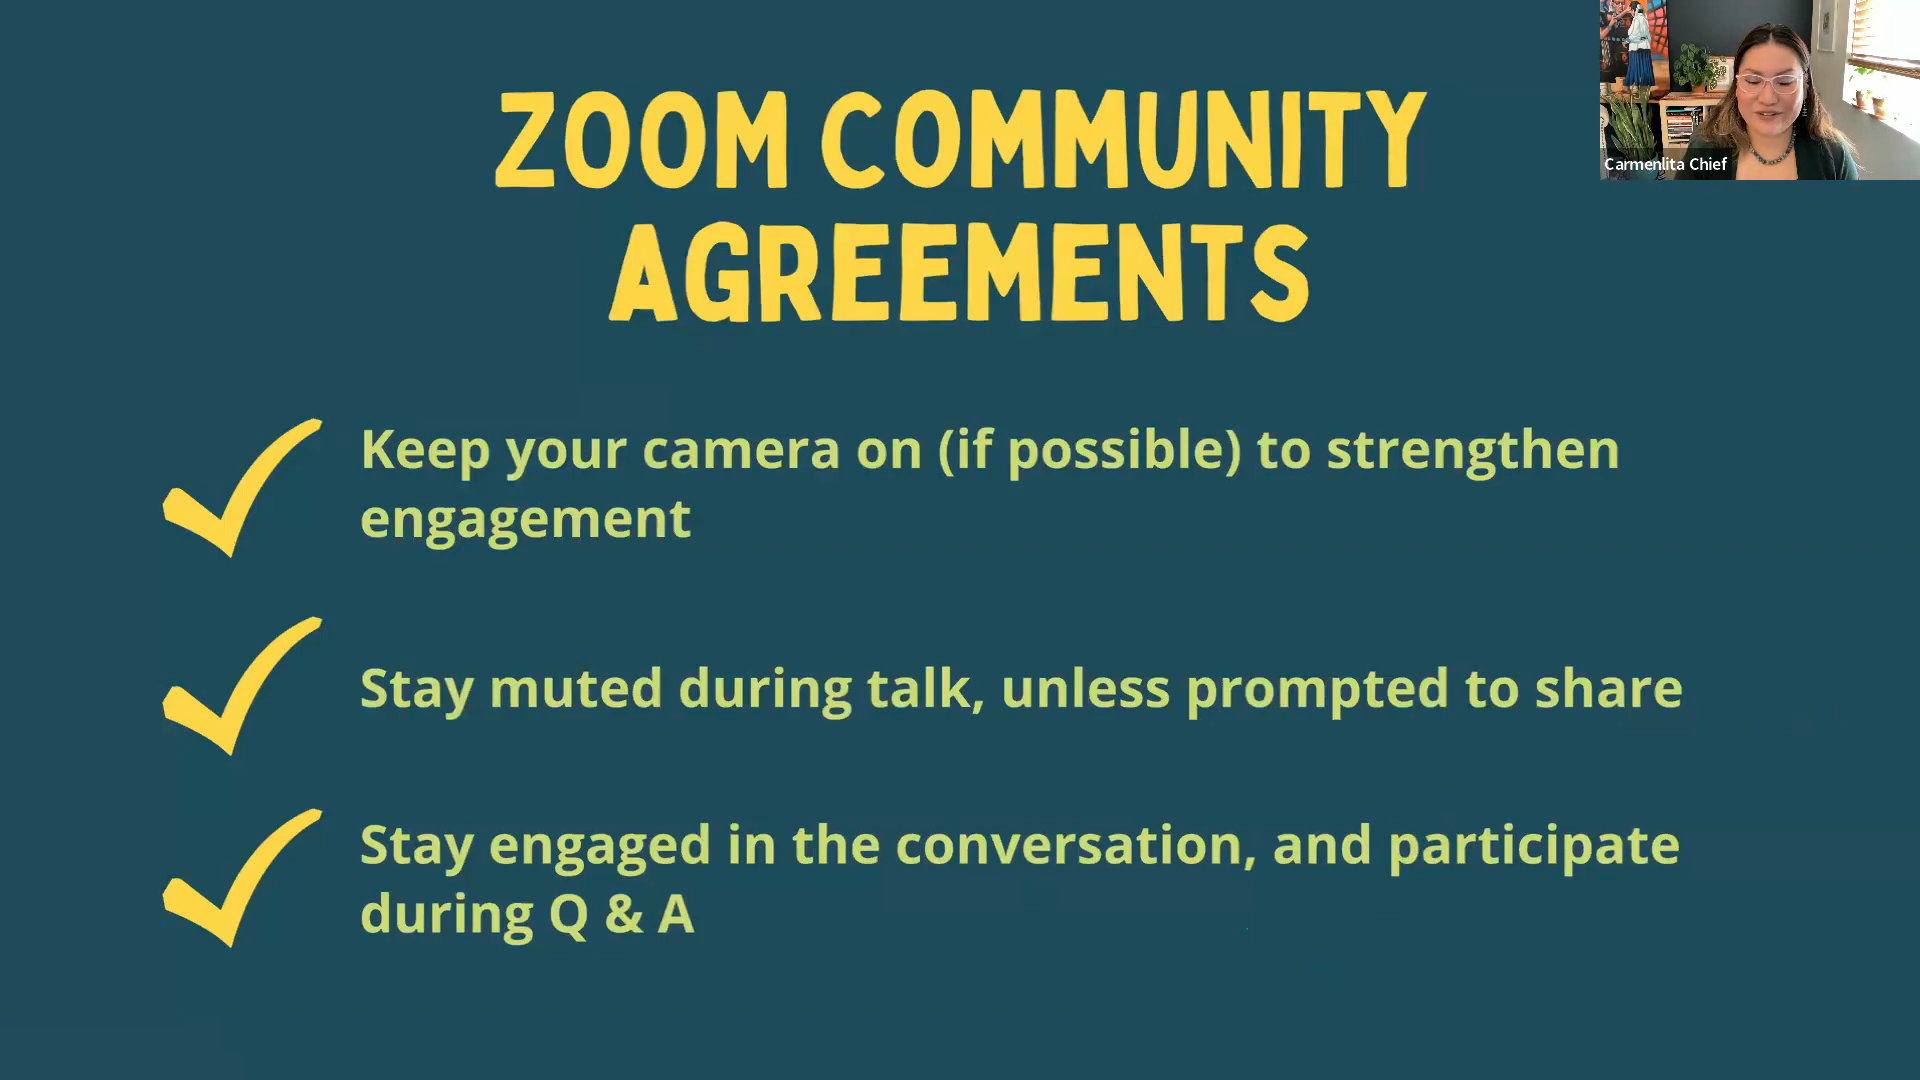 ZOOM COMMUNITY
AGREEMENTS
Keep your camera on (if possible) to strengthen
engagement
Stay muted during talk, unless prompted to share
Stay engaged in the conversation, and participate
during Q & A
Carmenlita Chief